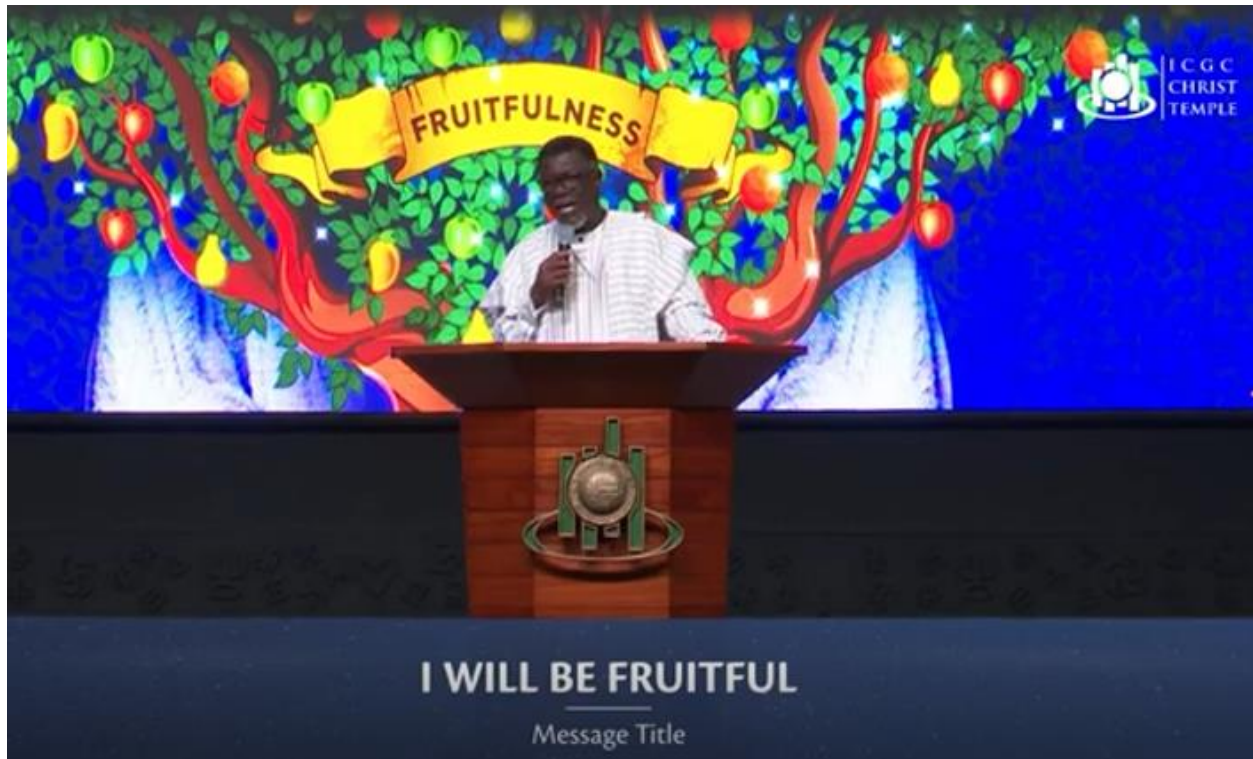 FRUITFULNESS
ICGC
CHRIST
TEMPLE
I WILL BE FRUITFUL
Message Title